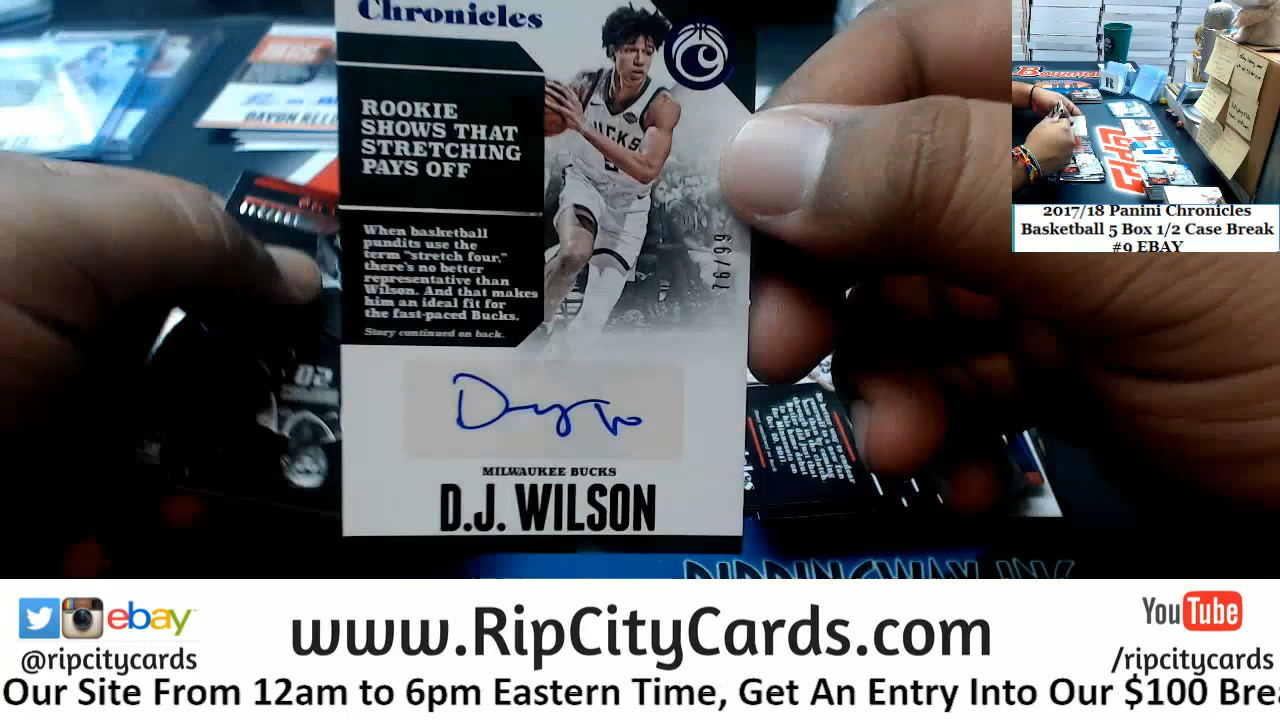 Chronicles
ROOKIE
SHOWS THAT
STRETCHING
PAYS OFF
When basketball
pundits use the
term "stretch four,"
there's no better
representative than
Wilson. And that makes
him an ideal fit for
the fast-paced Bucks.
Story continued on back.
BUCKS
76/99
MILWAUKEE BUCKS
D.J. WILSON
02
2017/18 Panini Chronicles
Basketball 5 Box 1/2 Case Break
#9 EBAY
ebay
@ripcitycards
www.RipCityCards.com
YouTube
/ripcitycards
Our Site From 12am to 6pm Eastern Time, Get An Entry Into Our $100